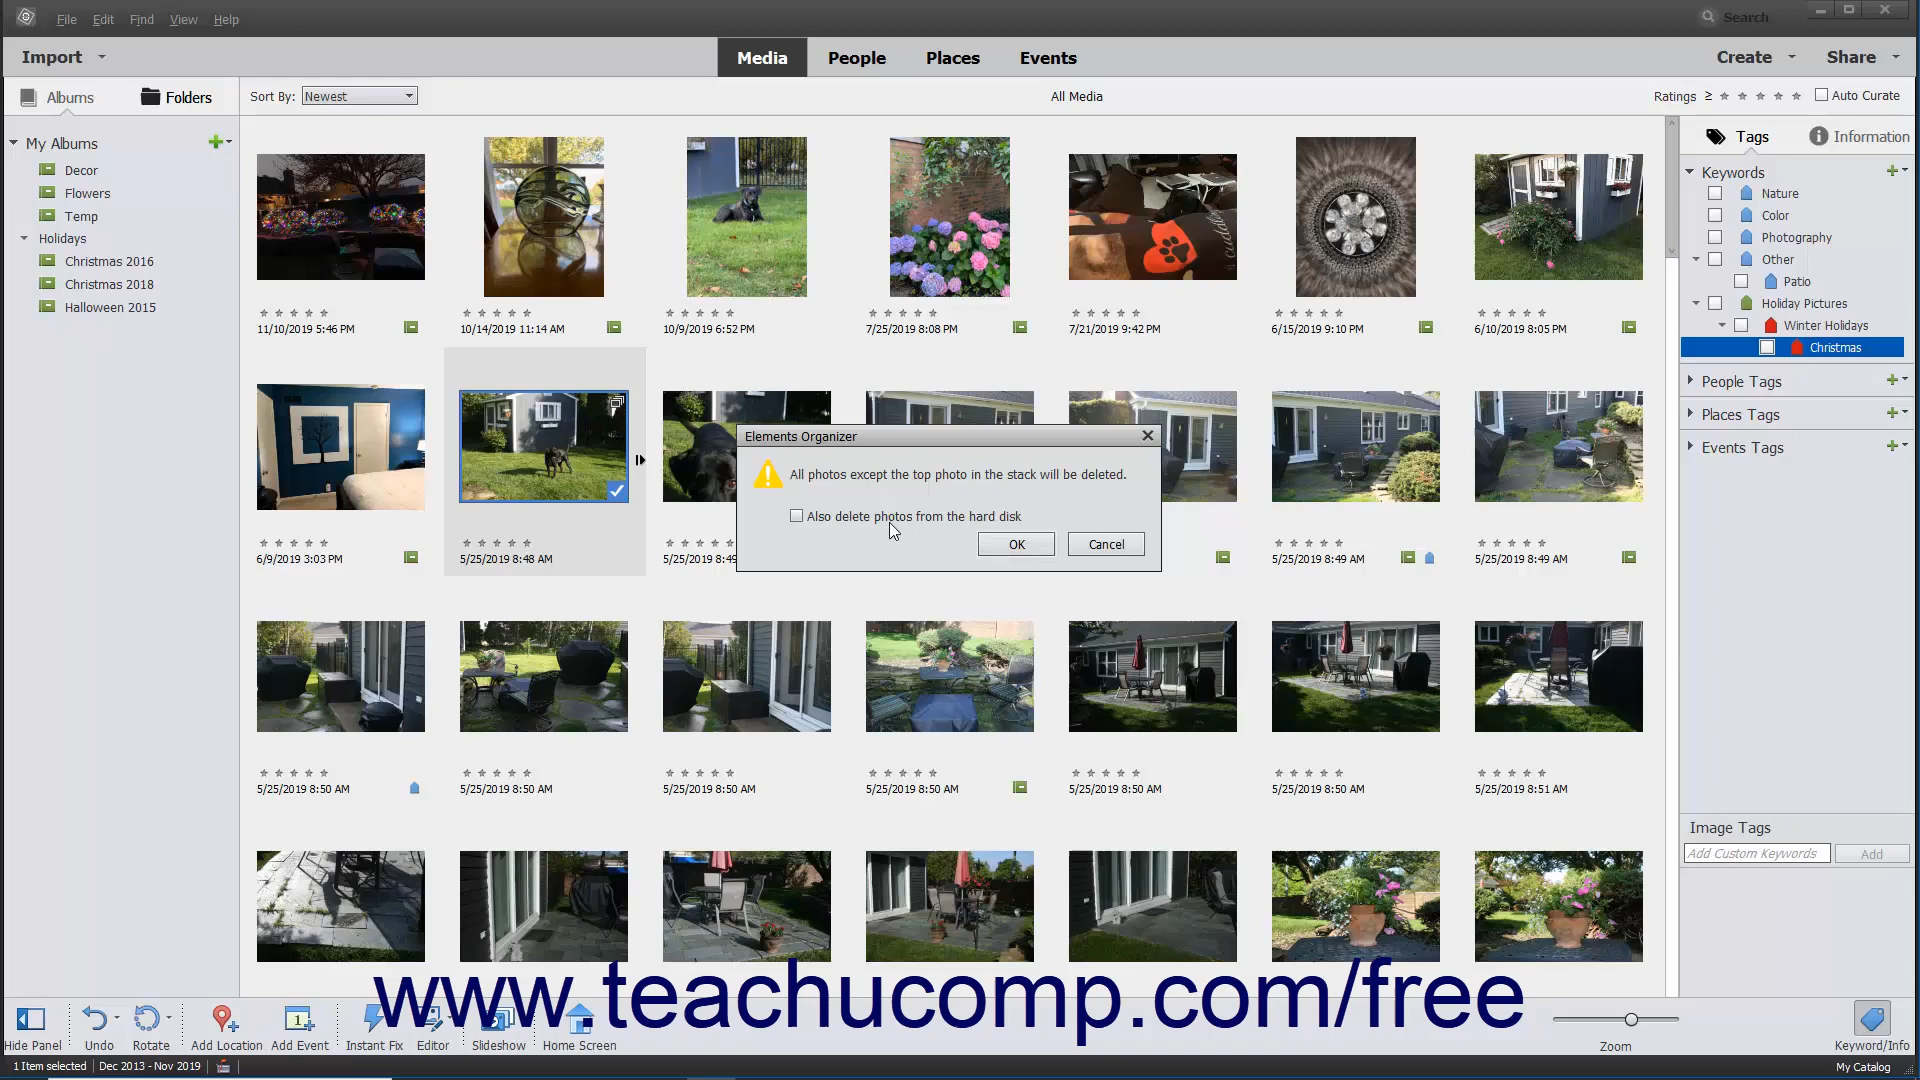 File Edit Find View Help
Search
Import
Media People Places Events
Create Share
Albums Folders
Sort By: Newest
All Media
Ratings ≥
Auto Curate
My Albums
Decor
Flowers
Temp
Holidays
Christmas 2016
Christmas 2018
Halloween 2015
11/10/2019 5:46 PM
10/14/2019 11:14 AM
10/9/2019 6:52 PM
7/25/2019 8:08 PM
7/21/2019 9:42 PM
6/15/2019 9:10 PM
6/10/2019 8:05 PM
6/9/2019 3:03 PM
5/25/2019 8:48 AM
5/25/2019 8:49
5/25/2019 8:49 AM
5/25/2019 8:49 AM
Elements Organizer
All photos except the top photo in the stack will be deleted.
Also delete photos from the hard disk
OK
Cancel
5/25/2019 8:50 AM
5/25/2019 8:50 AM
5/25/2019 8:50 AM
5/25/2019 8:50 AM
5/25/2019 8:50 AM
5/25/2019 8:50 AM
5/25/2019 8:51 AM
Tags
Information
Keywords
Nature
Color
Photography
Other
Patio
Holiday Pictures
Winter Holidays
Christmas
People Tags
Places Tags
Events Tags
Image Tags
Add Custom Keywords
Add
www.teachucomp.com/free
Hide Panel
Undo
Rotate
Add Location
Add Event
Instant Fix
Editor
Slideshow
Home Screen
Zoom
Keyword/Info
1 Item selected
Dec 2013 - Nov 2019
My Catalog